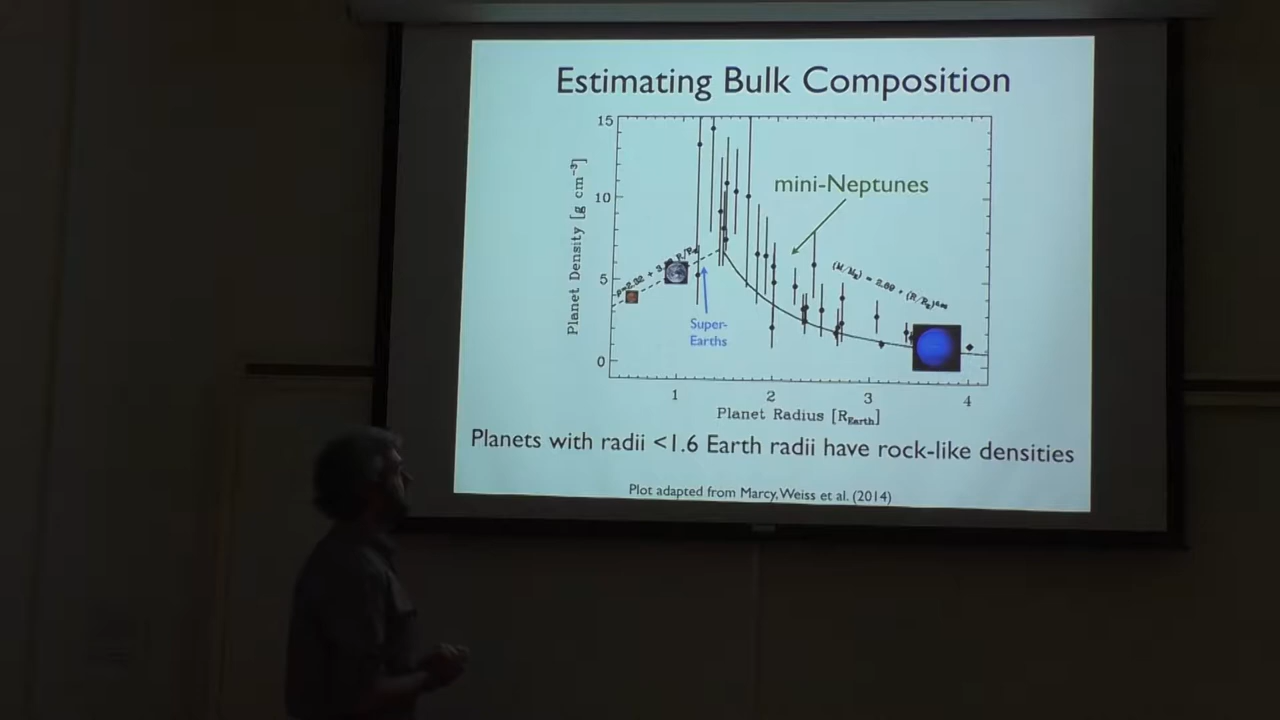 Estimating Bulk Composition
15
10
5
0
Planet Density [g cm⁻³]
mini-Neptunes
Super-
Earths
1 2 3 4
Planet Radius [R_Earth]
Planets with radii <1.6 Earth radii have rock-like densities
Plot adapted from Marcy, Weiss et al. (2014)